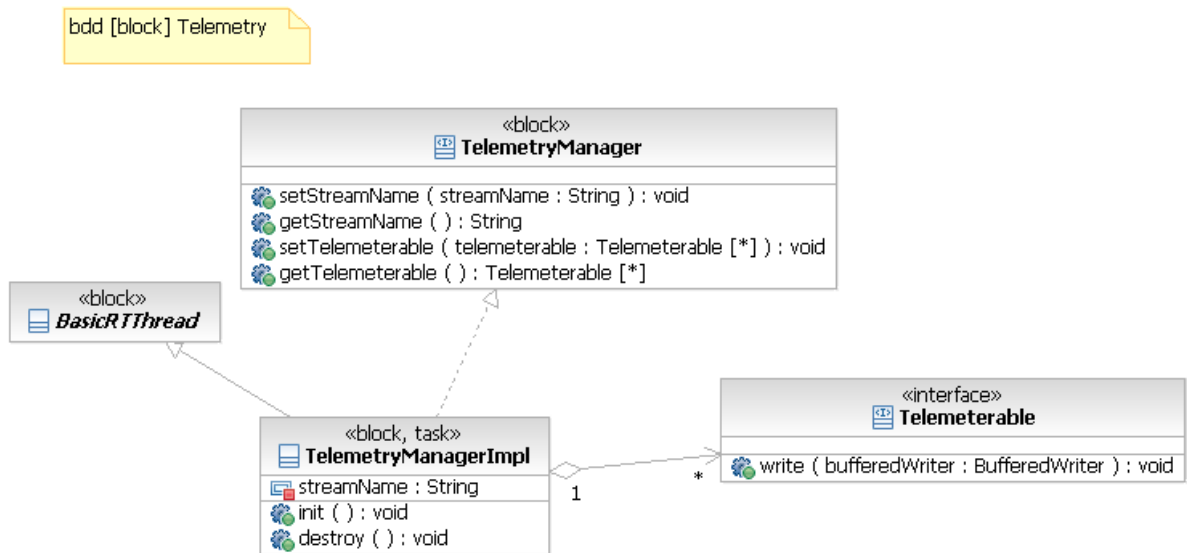 bdd [block] Telemetry
«block»
TelemetryManager
setStreamName ( streamName : String ) : void
getStreamName ( ) : String
setTelemeterable ( telemeterable : Telemeterable [*] ) : void
getTelemeterable ( ) : Telemeterable [*]
«block»
BasicRTThread
«interface»
Telemeterable
write ( bufferedWriter : BufferedWriter ) : void
«block, task»
TelemetryManagerImpl
streamName : String
init ( ) : void
destroy ( ) : void
1
*